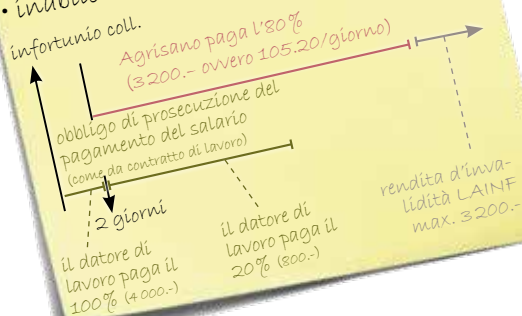 infortunio coll.
Agrisano paga l'80%
(3200.- ovvero 105.20/giorno)
obbligo di prosecuzione del
pagamento del salario
(come da contratto di lavoro)
2 giorni
il datore di
lavoro paga il
100% (4000.-)
il datore di
lavoro paga il
20% (800.-)
rendita d'inva-
lidità LAINF
max. 3200.-